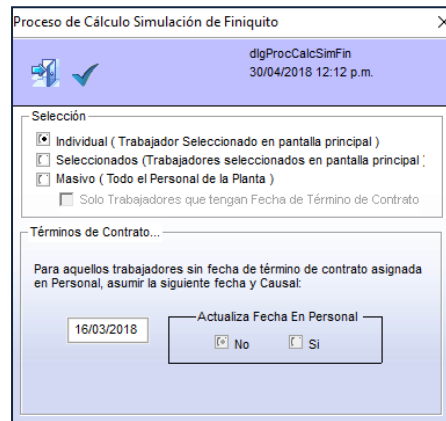 Proceso de Cálculo Simulación de Finiquito
dlgProcCalcSimFin
30/04/2018 12:12 p.m.
Selección
Individual ( Trabajador Seleccionado en pantalla principal )
Seleccionados (Trabajadores seleccionados en pantalla principal )
Masivo ( Todo el Personal de la Planta )
Solo Trabajadores que tengan Fecha de Término de Contrato
Términos de Contrato...
Para aquellos trabajadores sin fecha de término de contrato asignada
en Personal, asumir la siguiente fecha y Causal:
Actualiza Fecha En Personal
16/03/2018
No
Si